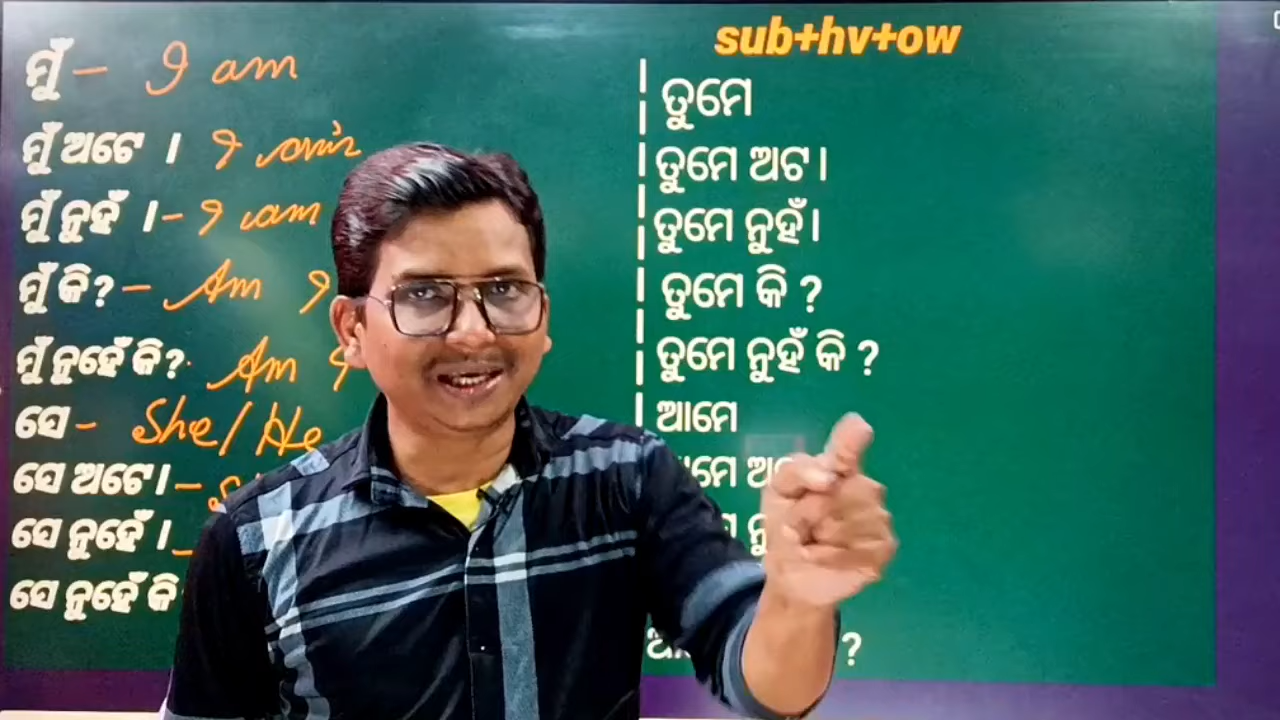 sub+hv+ow
ମୁଁ – I am
ମୁଁ ଅଟେ । I am
ମୁଁ ନୁହଁ । – I am
ମୁଁ କି? – Am I
ମୁଁ ନୁହେଁ କି? Am I
ସେ – She/He
ସେ ଅଟେ। –
ସେ ନୁହେଁ ।
ସେ ନୁହେଁ କି
ତୁମେ
ତୁମେ ଅଟ।
ତୁମେ ନୁହଁ।
ତୁମେ କି ?
ତୁମେ ନୁହଁ କି ?
ଆମେ
?